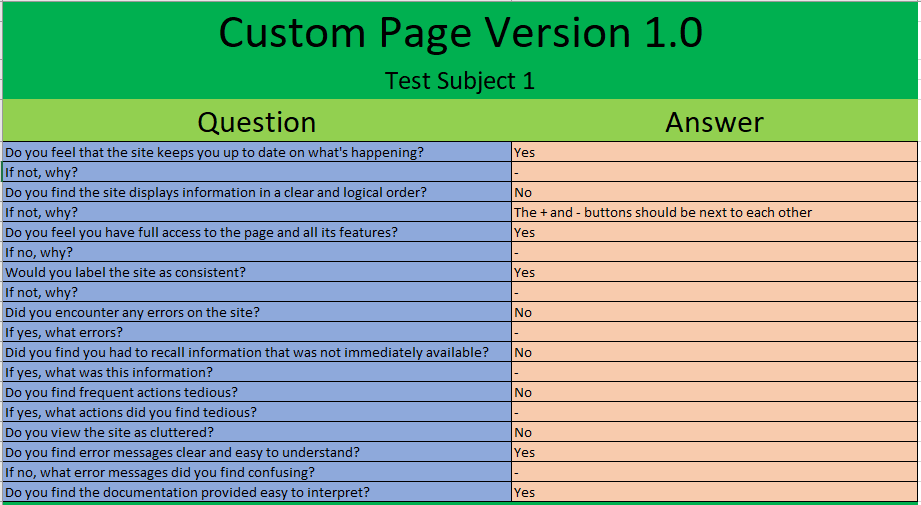 Custom Page Version 1.0
Test Subject 1
Question Answer
Do you feel that the site keeps you up to date on what's happening? Yes
If not, why? -
Do you find the site displays information in a clear and logical order? No
If not, why? The + and - buttons should be next to each other
Do you feel you have full access to the page and all its features? Yes
If no, why? -
Would you label the site as consistent? Yes
If not, why? -
Did you encounter any errors on the site? No
If yes, what errors? -
Did you find you had to recall information that was not immediately available? No
If yes, what was this information? -
Do you find frequent actions tedious? No
If yes, what actions did you find tedious? -
Do you view the site as cluttered? No
Do you find error messages clear and easy to understand? Yes
If no, what error messages did you find confusing? -
Do you find the documentation provided easy to interpret? Yes